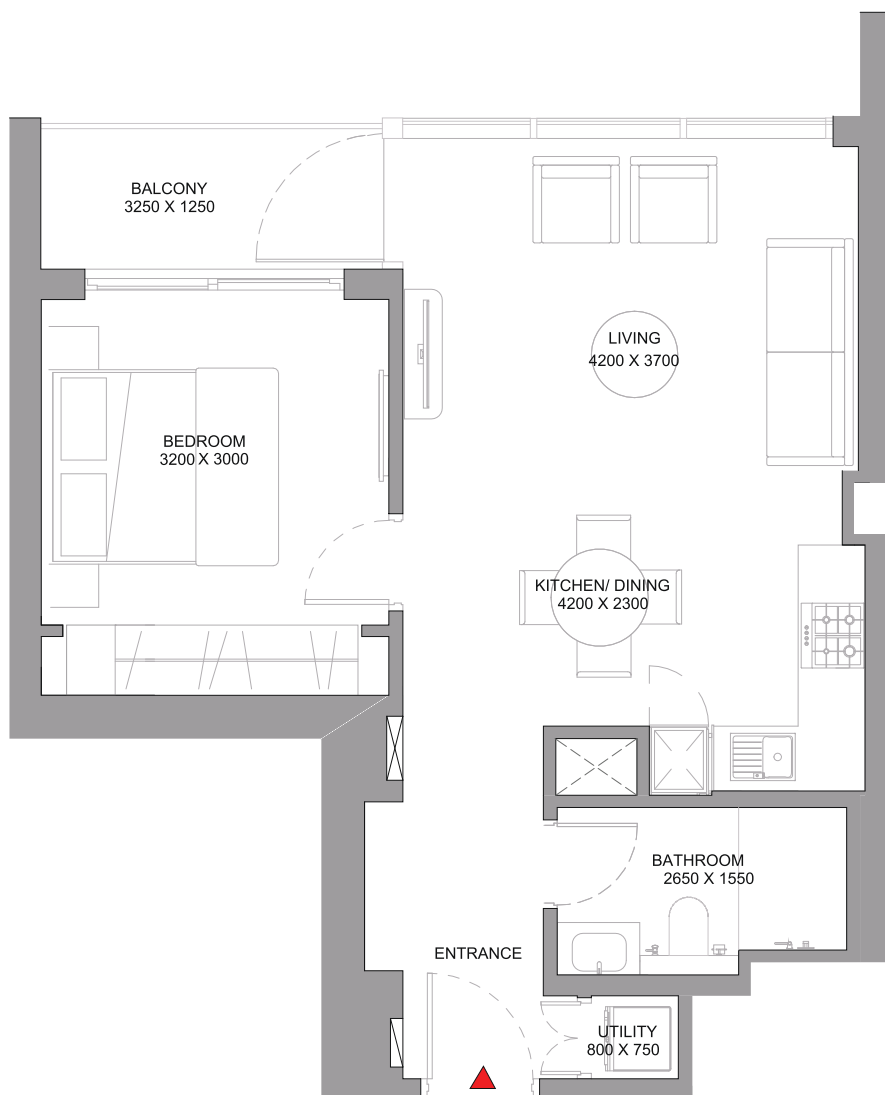 BALCONY
3250 X 1250
LIVING
4200 X 3700
BEDROOM
3200 X 3000
KITCHEN/ DINING
4200 X 2300
BATHROOM
2650 X 1550
ENTRANCE
UTILITY
800 X 750